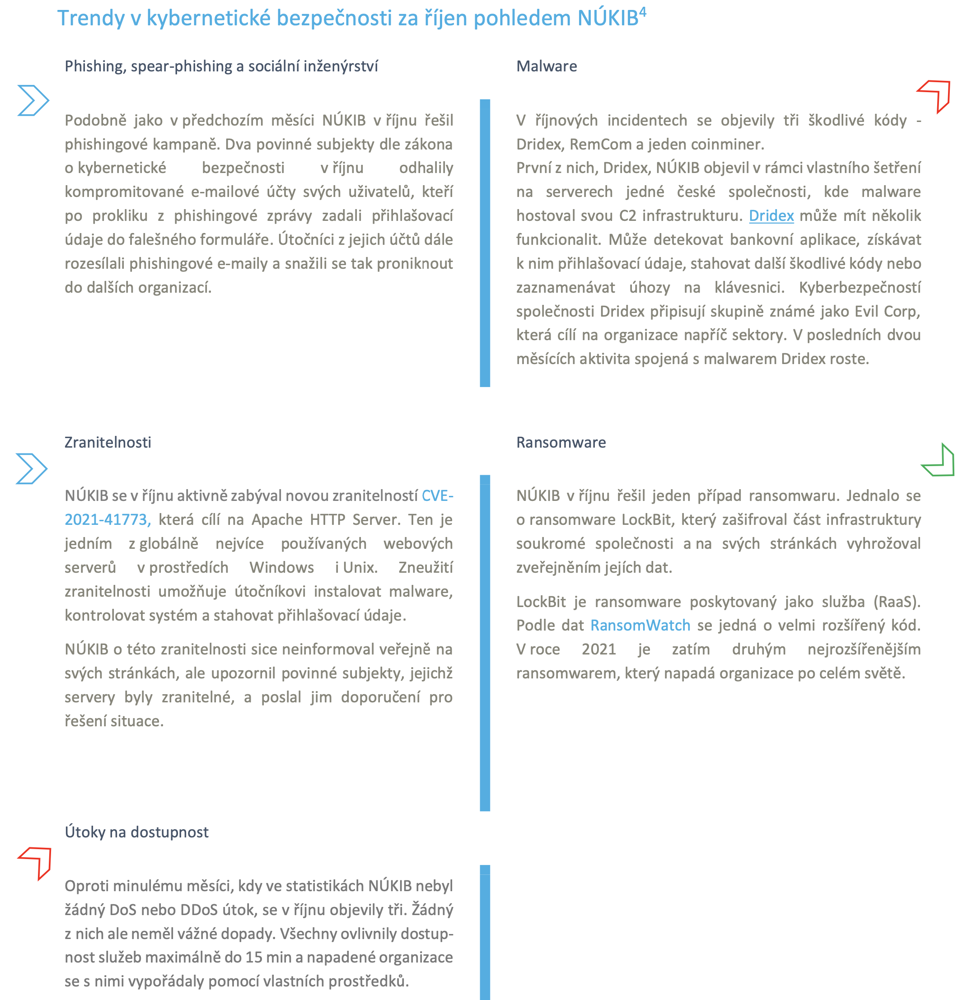 Trendy v kybernetické bezpečnosti za říjen pohledem NÚKIB4
Phishing, spear-phishing a sociální inženýrství
Podobně jako v předchozím měsíci NÚKIB v říjnu řešil
phishingové kampaně. Dva povinné subjekty dle zákona
o kybernetické bezpečnosti v říjnu odhalily
kompromitované e-mailové účty svých uživatelů, kteří
po prokliku z phishingové zprávy zadali přihlašovací
údaje do falešného formuláře. Útočníci z jejich účtů dále
rozesílali phishingové e-maily a snažili se tak proniknout
do dalších organizací.
Malware
V říjnových incidentech se objevily tři škodlivé kódy -
Dridex, RemCom a jeden coinminer.
První z nich, Dridex, NÚKIB objevil v rámci vlastního šetření
na serverech jedné české společnosti, kde malware
hostoval svou C2 infrastrukturu. Dridex může mít několik
funkcionalit. Může detekovat bankovní aplikace, získávat
k nim přihlašovací údaje, stahovat další škodlivé kódy nebo
zaznamenávat úhozy na klávesnici. Kyberbezpečností
společnosti Dridex připisují skupině známé jako Evil Corp,
která cílí na organizace napříč sektory. V posledních dvou
měsících aktivita spojená s malwarem Dridex roste.
Zranitelnosti
NÚKIB se v říjnu aktivně zabýval novou zranitelností CVE-
2021-41773, která cílí na Apache HTTP Server. Ten je
jedním z globálně nejvíce používaných webových
serverů v prostředích Windows i Unix. Zneužití
zranitelnosti umožňuje útočníkovi instalovat malware,
kontrolovat systém a stahovat přihlašovací údaje.
NÚKIB o této zranitelnosti sice neinformoval veřejně na
svých stránkách, ale upozornil povinné subjekty, jejichž
servery byly zranitelné, a poslal jim doporučení pro
řešení situace.
Ransomware
NÚKIB v říjnu řešil jeden případ ransomwaru. Jednalo se
o ransomware LockBit, který zašifroval část infrastruktury
soukromé společnosti a na svých stránkách vyhrožoval
zveřejněním jejích dat.
LockBit je ransomware poskytovaný jako služba (RaaS).
Podle dat RansomWatch se jedná o velmi rozšířený kód.
V roce 2021 je zatím druhým nejrozšířenějším
ransomwarem, který napadá organizace po celém světě.
Útoky na dostupnost
Oproti minulému měsíci, kdy ve statistikách NÚKIB nebyl
žádný DoS nebo DDoS útok, se v říjnu objevily tři. Žádný
z nich ale neměl vážné dopady. Všechny ovlivnily dostup-
nost služeb maximálně do 15 min a napadené organizace
se s nimi vypořádaly pomocí vlastních prostředků.